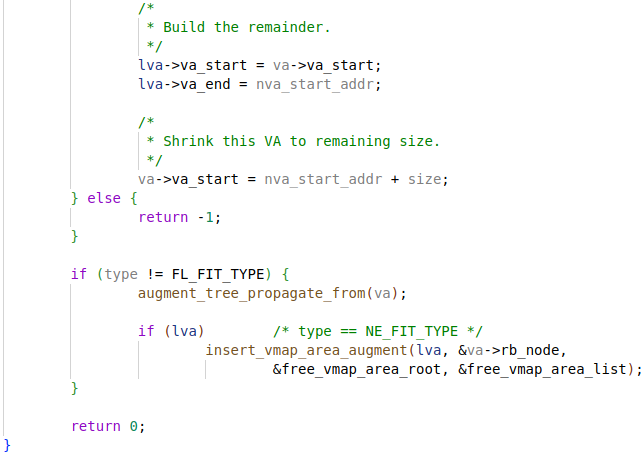 /*
 * Build the remainder.
 */
lva->va_start = va->va_start;
lva->va_end = nva_start_addr;

/*
 * Shrink this VA to remaining size.
 */
va->va_start = nva_start_addr + size;
} else {
return -1;
}

if (type != FL_FIT_TYPE) {
augment_tree_propagate_from(va);

if (lva) /* type == NE_FIT_TYPE */
insert_vmap_area_augment(lva, &va->rb_node,
&free_vmap_area_root, &free_vmap_area_list);
}

return 0;
}